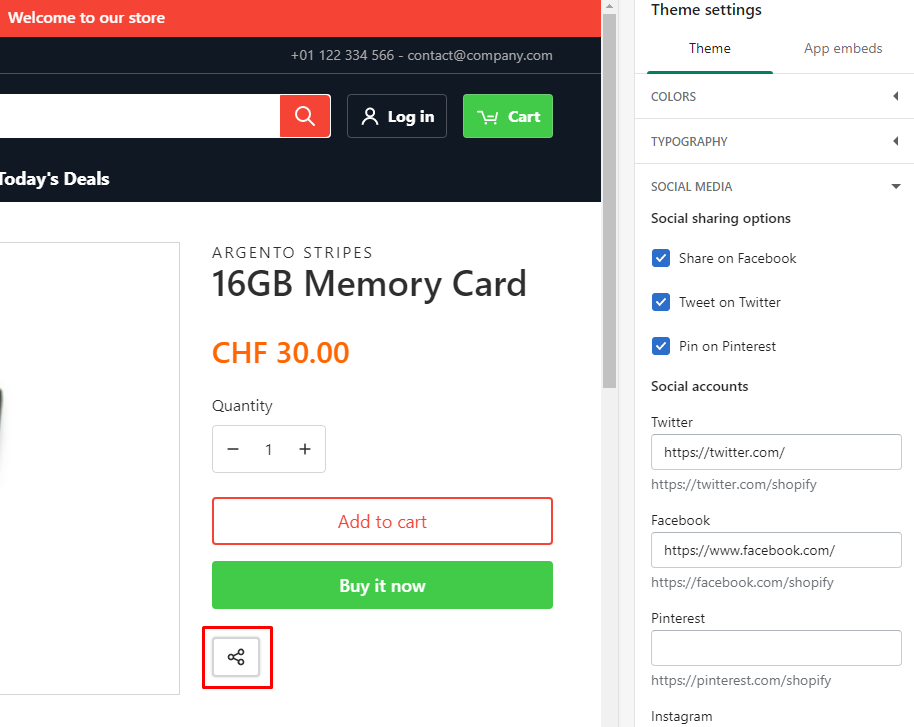 Welcome to our store
+01 122 334 566 - contact@company.com
Log in
Cart
Today's Deals
ARGENTO STRIPES
16GB Memory Card
CHF 30.00
Quantity
− 1 +
Add to cart
Buy it now
Theme settings
Theme App embeds
COLORS
TYPOGRAPHY
SOCIAL MEDIA
Social sharing options
Share on Facebook
Tweet on Twitter
Pin on Pinterest
Social accounts
Twitter
https://twitter.com/
https://twitter.com/shopify
Facebook
https://www.facebook.com/
https://facebook.com/shopify
Pinterest
https://pinterest.com/shopify
Instagram